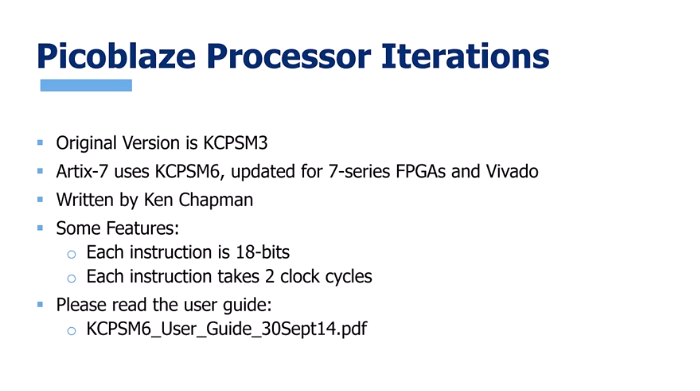 Picoblaze Processor Iterations
Original Version is KCPSM3
Artix-7 uses KCPSM6, updated for 7-series FPGAs and Vivado
Written by Ken Chapman
Some Features:
Each instruction is 18-bits
Each instruction takes 2 clock cycles
Please read the user guide:
KCPSM6_User_Guide_30Sept14.pdf